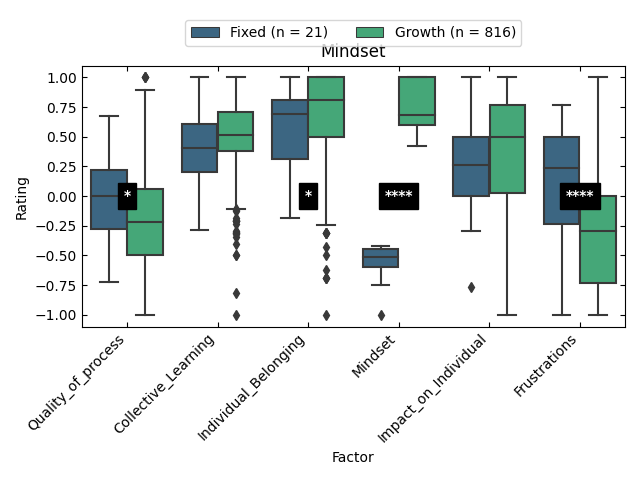 Fixed (n = 21)
Growth (n = 816)
Mindset
Rating
1.00
0.75
0.50
0.25
0.00
−0.25
−0.50
−0.75
−1.00
*
*
****
****
Quality_of_process
Collective_Learning
Individual_Belonging
Mindset
Impact_on_Individual
Frustrations
Factor